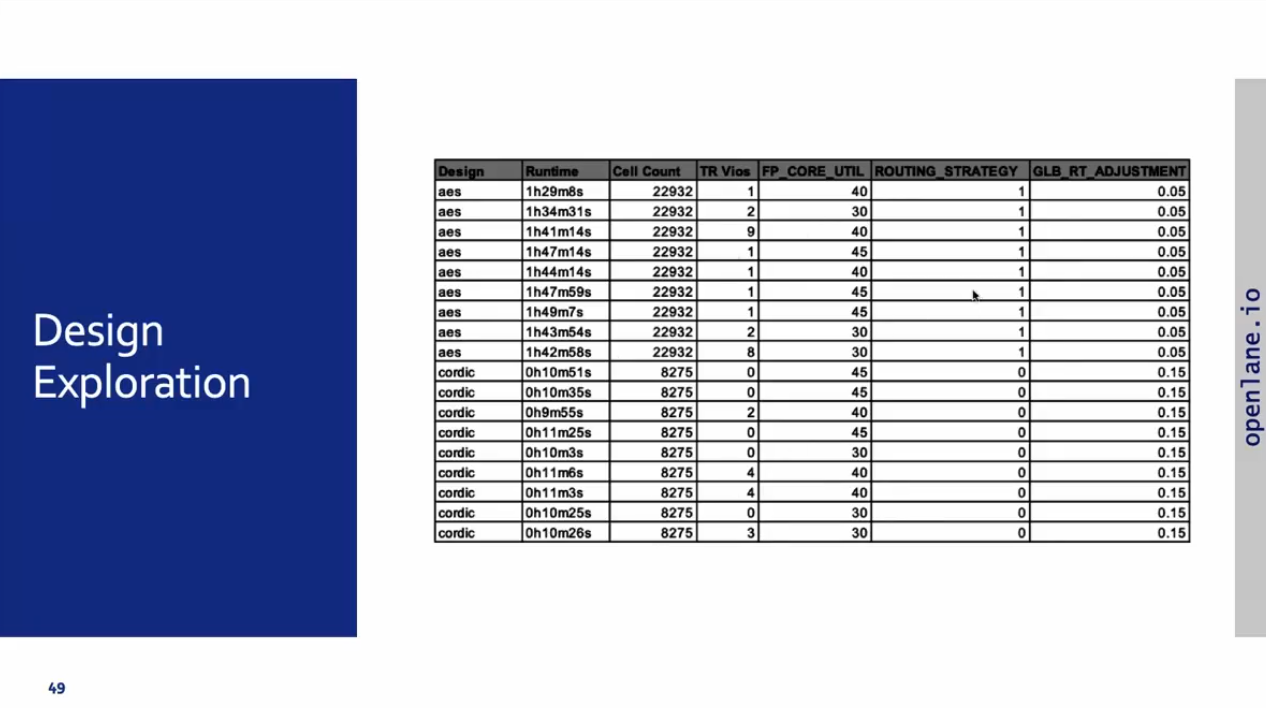 Design
Exploration
Design Runtime Cell Count TR Vios FP_CORE_UTIL ROUTING_STRATEGY GLB_RT_ADJUSTMENT
aes 1h29m8s 22932 1 40 1 0.05
aes 1h34m31s 22932 2 30 1 0.05
aes 1h41m14s 22932 9 40 1 0.05
aes 1h47m14s 22932 1 45 1 0.05
aes 1h44m14s 22932 1 40 1 0.05
aes 1h47m59s 22932 1 45 1 0.05
aes 1h49m7s 22932 1 45 1 0.05
aes 1h43m54s 22932 2 30 1 0.05
aes 1h42m58s 22932 8 30 1 0.05
cordic 0h10m51s 8275 0 45 0 0.15
cordic 0h10m35s 8275 0 45 0 0.15
cordic 0h9m55s 8275 2 40 0 0.15
cordic 0h11m25s 8275 0 45 0 0.15
cordic 0h10m3s 8275 0 30 0 0.15
cordic 0h11m6s 8275 4 40 0 0.15
cordic 0h11m3s 8275 4 40 0 0.15
cordic 0h10m25s 8275 0 30 0 0.15
cordic 0h10m26s 8275 3 30 0 0.15
openlane.io
49